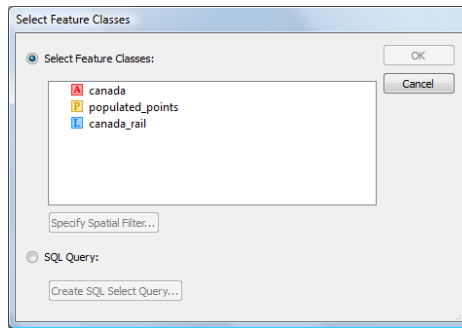 Select Feature Classes
Select Feature Classes:
OK
Cancel
A canada
P populated_points
L canada_rail
Specify Spatial Filter...
SQL Query:
Create SQL Select Query...